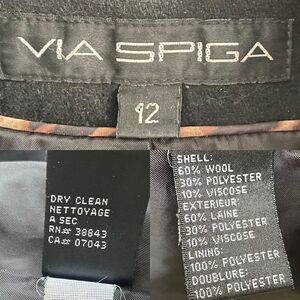 VIA SPIGA
12
DRY CLEAN
NETTOYAGE
A SEC
RN# 38843
CA# 07043
SHELL:
60% WOOL
30% POLYESTER
10% VISCOSE
EXTERIEUR:
60% LAINE
30% POLYESTER
10% VISCOSE
LINING:
100% POLYESTER
DOUBLURE:
100% POLYESTER